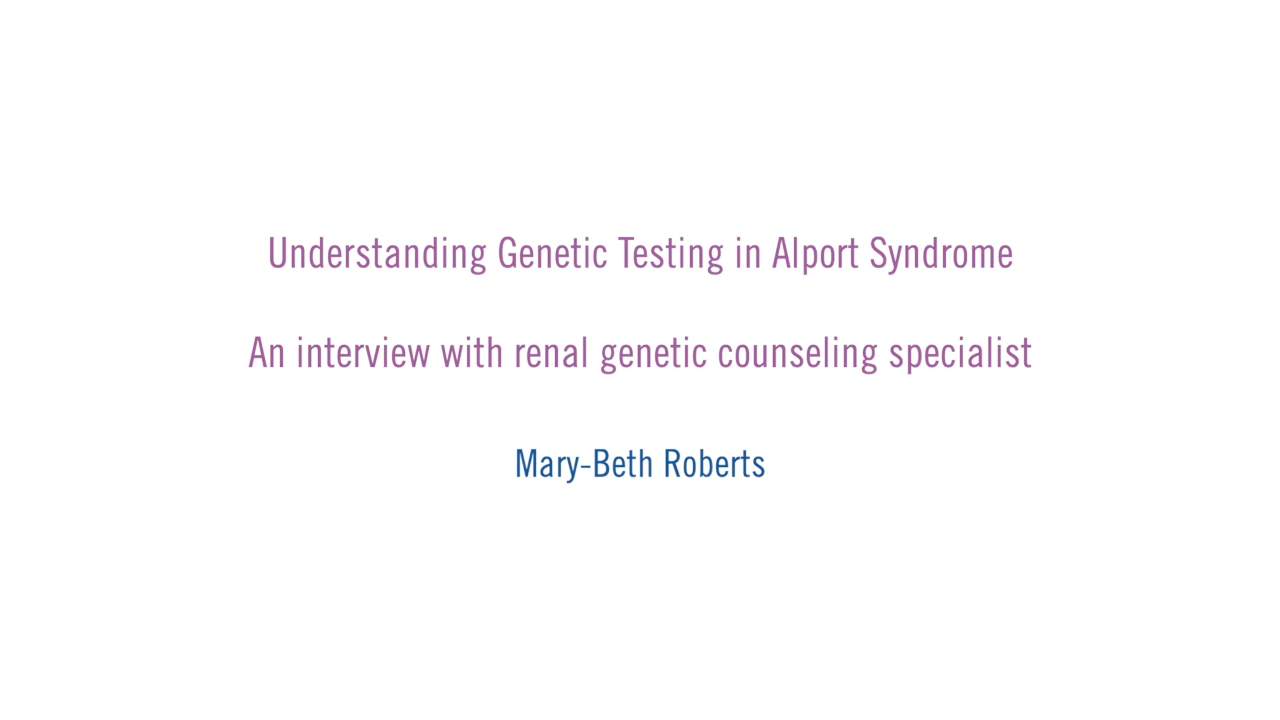 Understanding Genetic Testing in Alport Syndrome
An interview with renal genetic counseling specialist
Mary-Beth Roberts